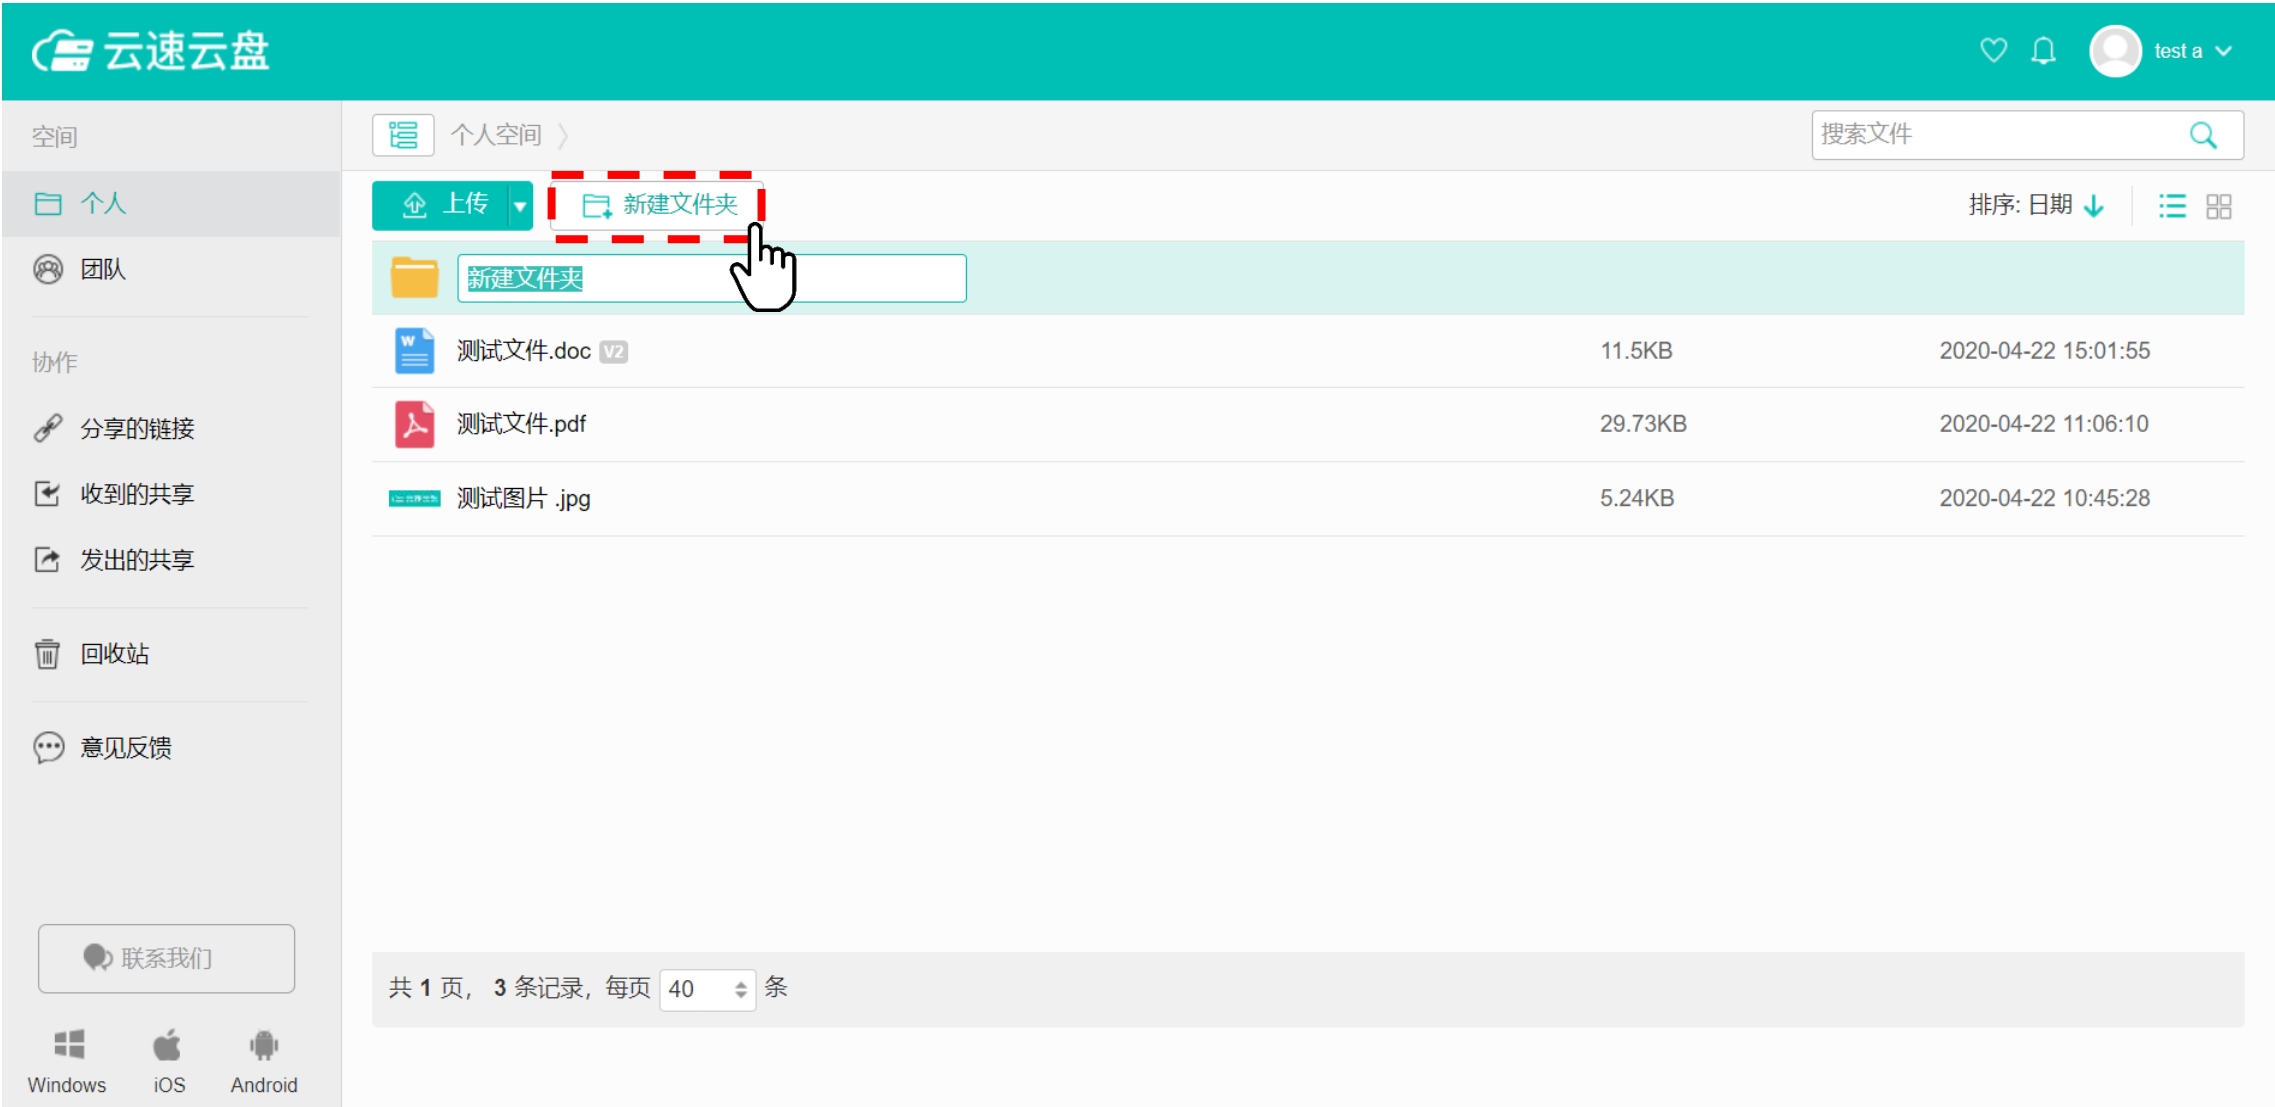 云速云盘
test a
空间
个人空间
搜索文件
个人
上传
新建文件夹
排序: 日期
团队
新建文件夹
测试文件.doc V2
11.5KB
2020-04-22 15:01:55
协作
测试文件.pdf
29.73KB
2020-04-22 11:06:10
分享的链接
收到的共享
测试图片 .jpg
5.24KB
2020-04-22 10:45:28
发出的共享
回收站
意见反馈
联系我们
共 1 页， 3 条记录，每页 40 条
Windows
iOS
Android